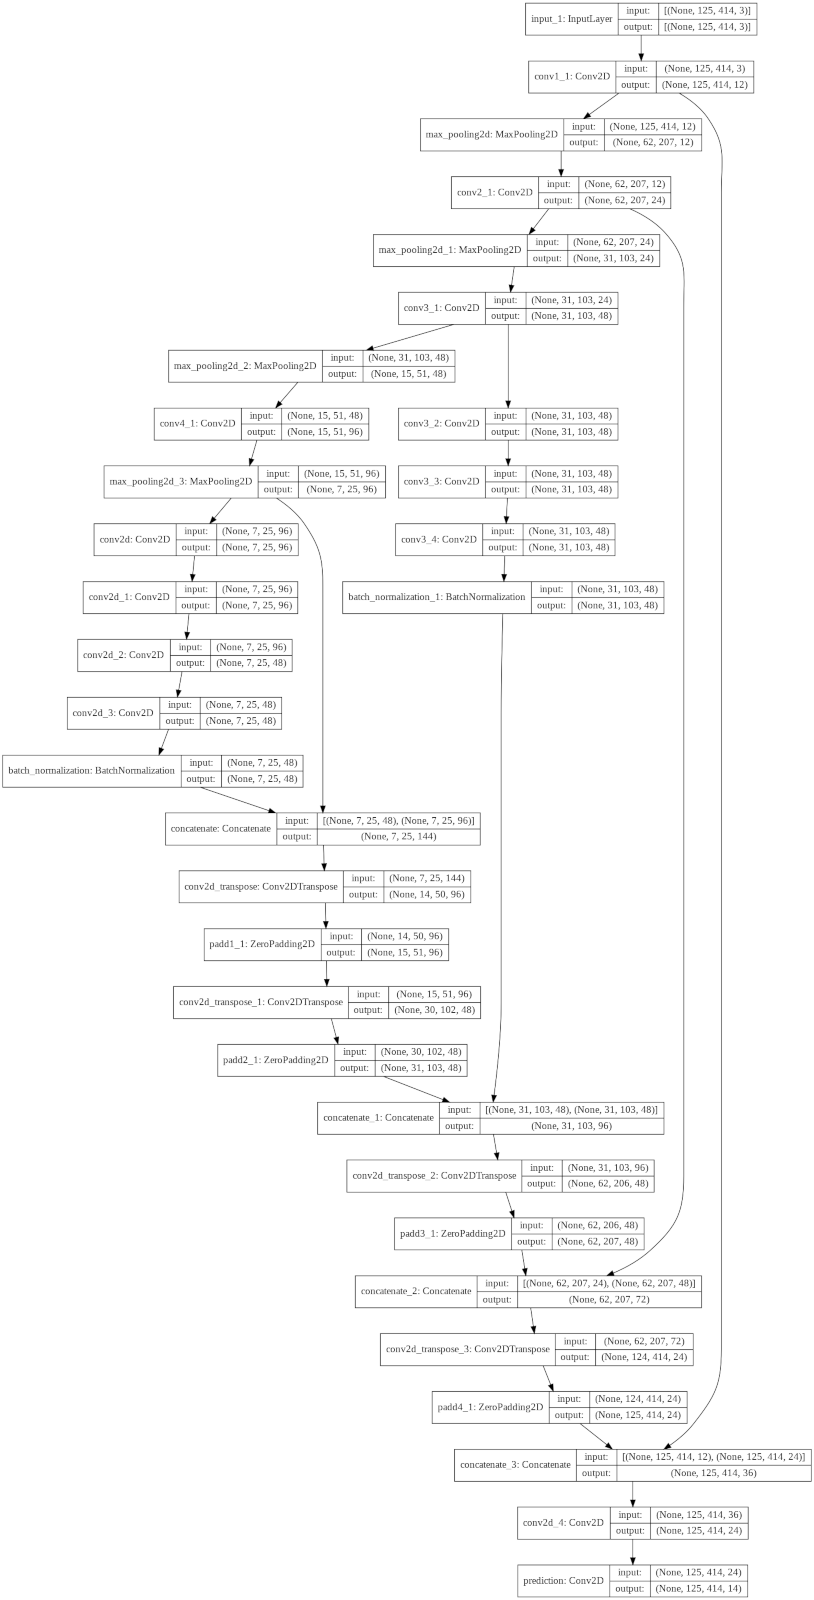 input_1: InputLayer
input: [(None, 125, 414, 3)]
output: [(None, 125, 414, 3)]
conv1_1: Conv2D
input: (None, 125, 414, 3)
output: (None, 125, 414, 12)
max_pooling2d: MaxPooling2D
input: (None, 125, 414, 12)
output: (None, 62, 207, 12)
conv2_1: Conv2D
input: (None, 62, 207, 12)
output: (None, 62, 207, 24)
max_pooling2d_1: MaxPooling2D
input: (None, 62, 207, 24)
output: (None, 31, 103, 24)
conv3_1: Conv2D
input: (None, 31, 103, 24)
output: (None, 31, 103, 48)
max_pooling2d_2: MaxPooling2D
input: (None, 31, 103, 48)
output: (None, 15, 51, 48)
conv4_1: Conv2D
input: (None, 15, 51, 48)
output: (None, 15, 51, 96)
conv3_2: Conv2D
input: (None, 31, 103, 48)
output: (None, 31, 103, 48)
max_pooling2d_3: MaxPooling2D
input: (None, 15, 51, 96)
output: (None, 7, 25, 96)
conv3_3: Conv2D
input: (None, 31, 103, 48)
output: (None, 31, 103, 48)
conv2d: Conv2D
input: (None, 7, 25, 96)
output: (None, 7, 25, 96)
conv3_4: Conv2D
input: (None, 31, 103, 48)
output: (None, 31, 103, 48)
conv2d_1: Conv2D
input: (None, 7, 25, 96)
output: (None, 7, 25, 96)
batch_normalization_1: BatchNormalization
input: (None, 31, 103, 48)
output: (None, 31, 103, 48)
conv2d_2: Conv2D
input: (None, 7, 25, 96)
output: (None, 7, 25, 48)
conv2d_3: Conv2D
input: (None, 7, 25, 48)
output: (None, 7, 25, 48)
batch_normalization: BatchNormalization
input: (None, 7, 25, 48)
output: (None, 7, 25, 48)
concatenate: Concatenate
input: [(None, 7, 25, 48), (None, 7, 25, 96)]
output: (None, 7, 25, 144)
conv2d_transpose: Conv2DTranspose
input: (None, 7, 25, 144)
output: (None, 14, 50, 96)
padd1_1: ZeroPadding2D
input: (None, 14, 50, 96)
output: (None, 15, 51, 96)
conv2d_transpose_1: Conv2DTranspose
input: (None, 15, 51, 96)
output: (None, 30, 102, 48)
padd2_1: ZeroPadding2D
input: (None, 30, 102, 48)
output: (None, 31, 103, 48)
concatenate_1: Concatenate
input: [(None, 31, 103, 48), (None, 31, 103, 48)]
output: (None, 31, 103, 96)
conv2d_transpose_2: Conv2DTranspose
input: (None, 31, 103, 96)
output: (None, 62, 206, 48)
padd3_1: ZeroPadding2D
input: (None, 62, 206, 48)
output: (None, 62, 207, 48)
concatenate_2: Concatenate
input: [(None, 62, 207, 24), (None, 62, 207, 48)]
output: (None, 62, 207, 72)
conv2d_transpose_3: Conv2DTranspose
input: (None, 62, 207, 72)
output: (None, 124, 414, 24)
padd4_1: ZeroPadding2D
input: (None, 124, 414, 24)
output: (None, 125, 414, 24)
concatenate_3: Concatenate
input: [(None, 125, 414, 12), (None, 125, 414, 24)]
output: (None, 125, 414, 36)
conv2d_4: Conv2D
input: (None, 125, 414, 36)
output: (None, 125, 414, 24)
prediction: Conv2D
input: (None, 125, 414, 24)
output: (None, 125, 414, 14)